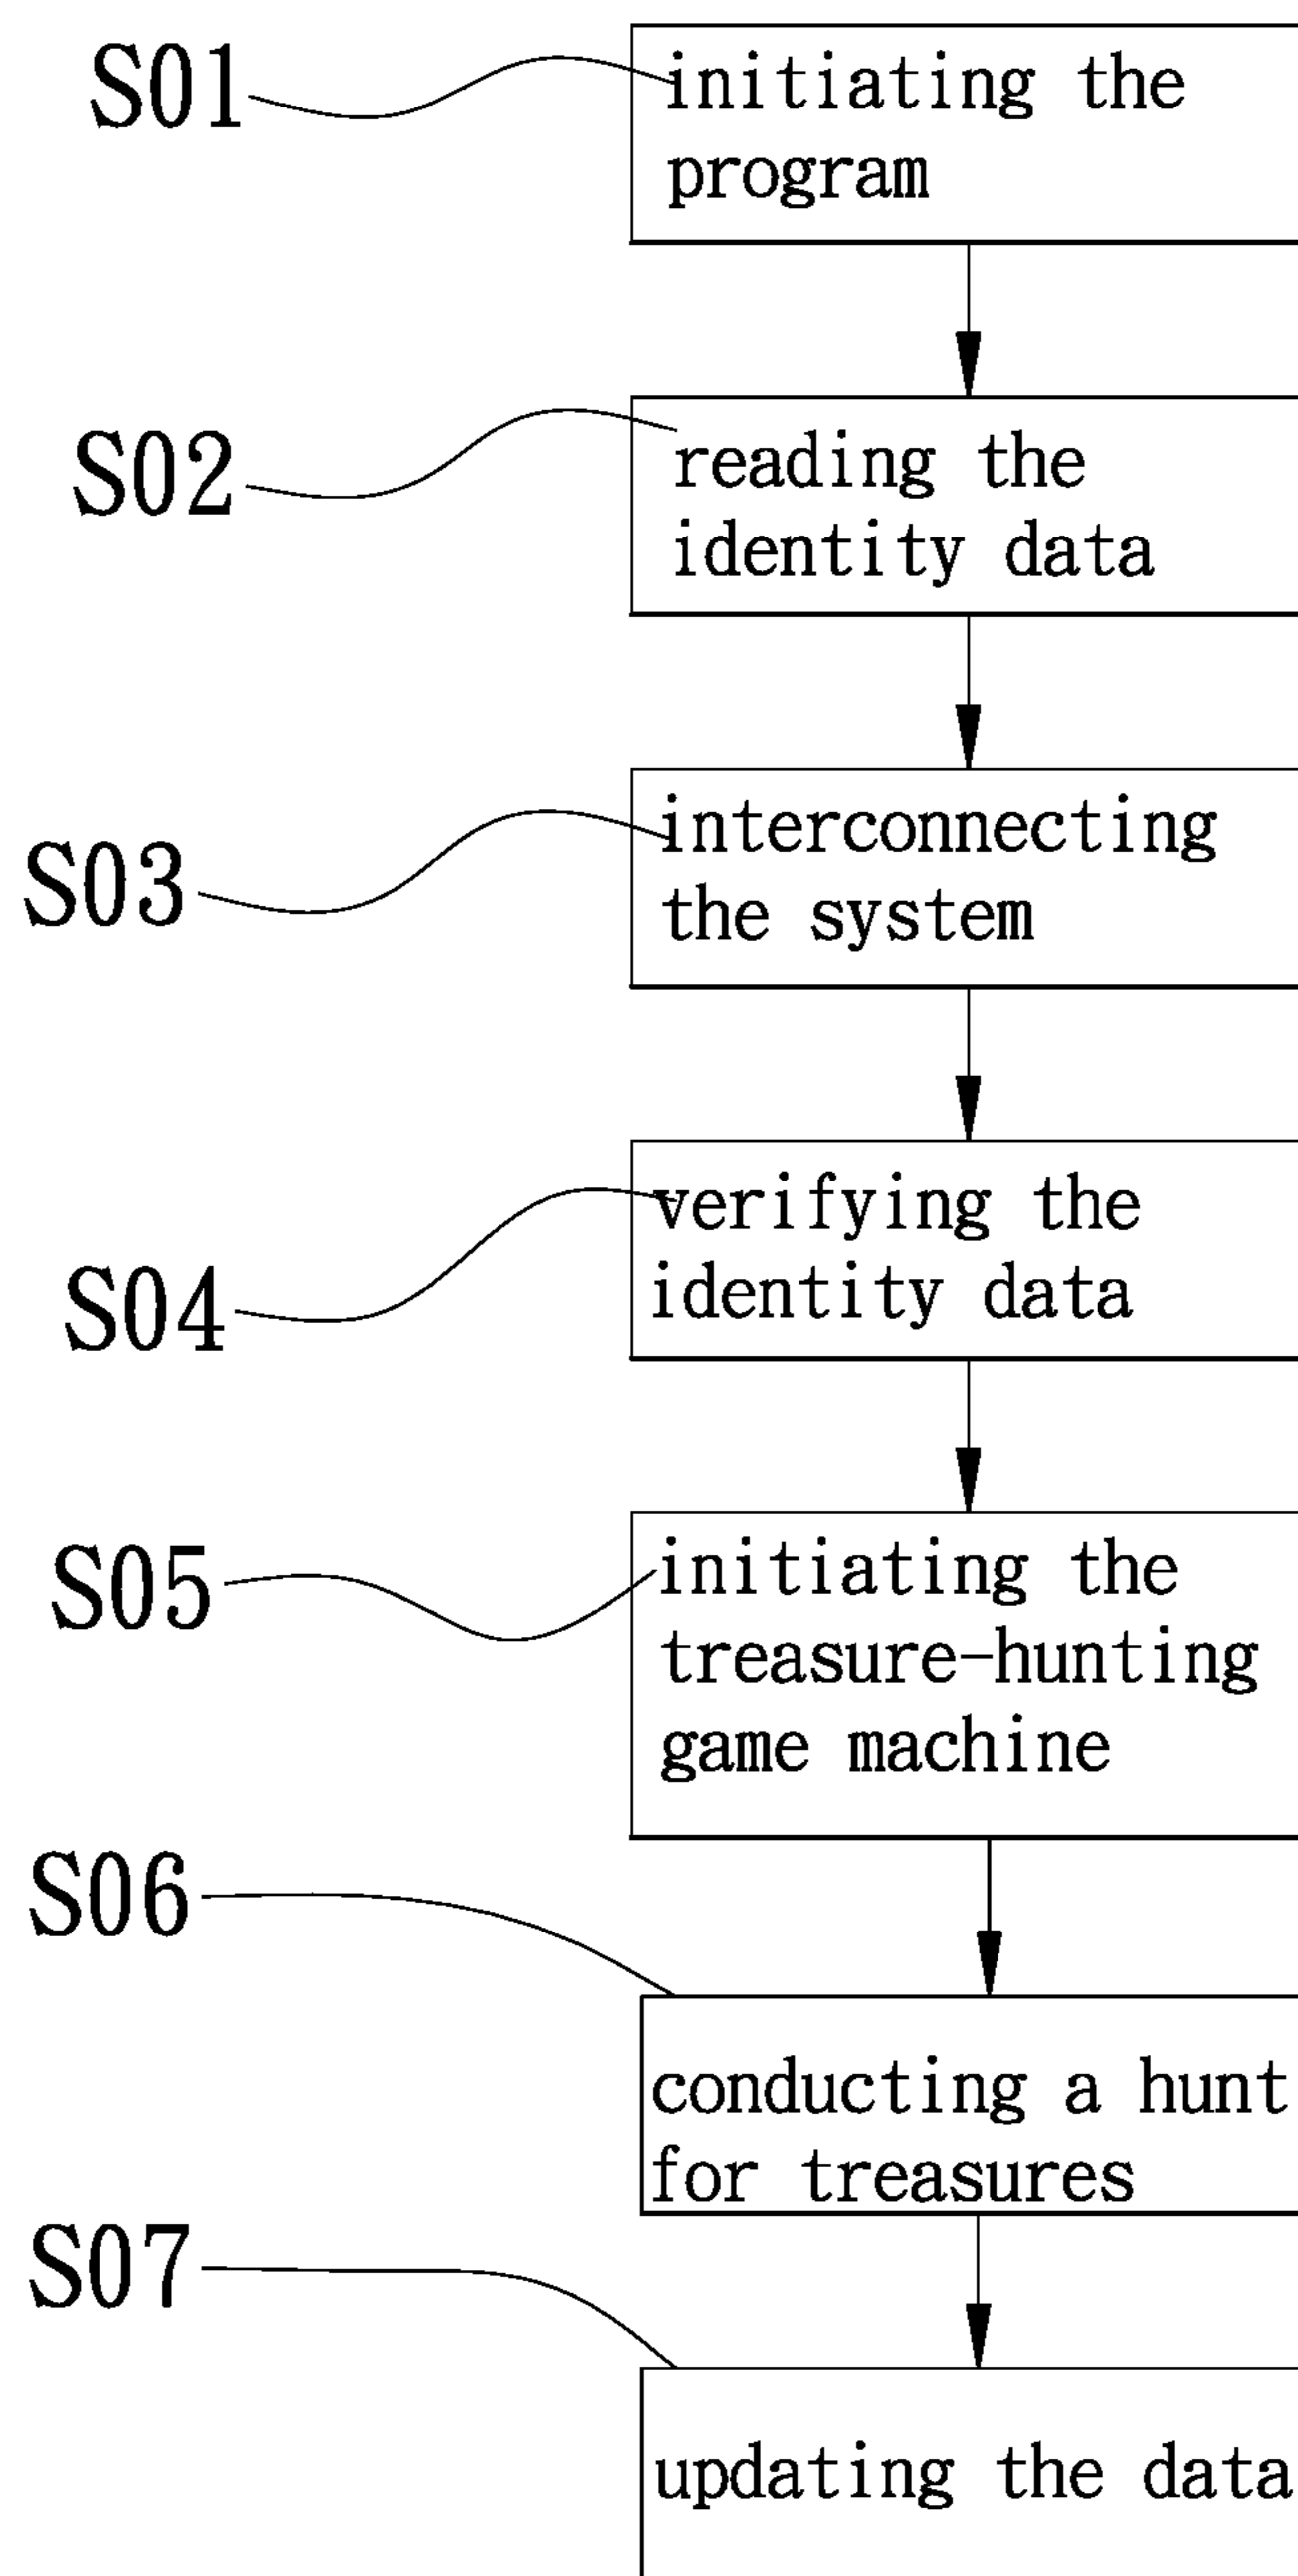 S01
initiating the
program
S02
reading the
identity data
S03
interconnecting
the system
S04
verifying the
identity data
S05
initiating the
treasure-hunting
game machine
S06
conducting a hunt
for treasures
S07
updating the data